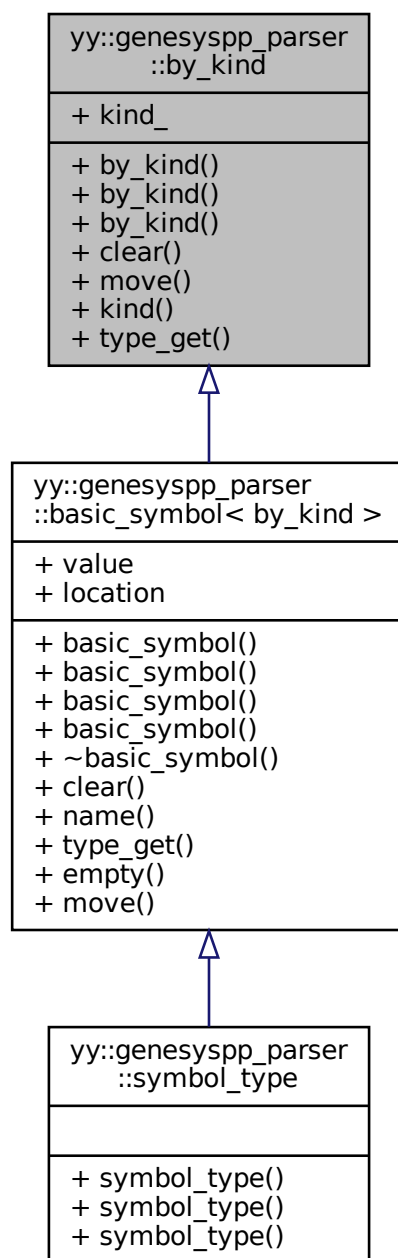 yy::genesyspp_parser
::by_kind
+ kind_
+ by_kind()
+ by_kind()
+ by_kind()
+ clear()
+ move()
+ kind()
+ type_get()
yy::genesyspp_parser
::basic_symbol< by_kind >
+ value
+ location
+ basic_symbol()
+ basic_symbol()
+ basic_symbol()
+ basic_symbol()
+ ~basic_symbol()
+ clear()
+ name()
+ type_get()
+ empty()
+ move()
yy::genesyspp_parser
::symbol_type
+ symbol_type()
+ symbol_type()
+ symbol_type()